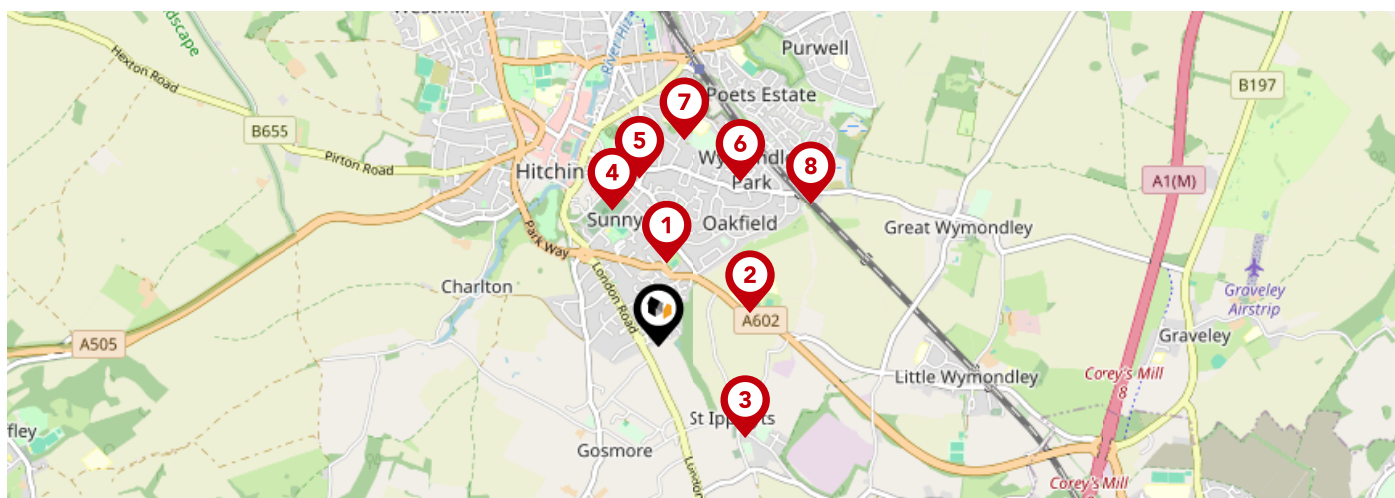 Purwell
River Hiz
Hexton Road
B197
7
Poets Estate
B655
5
6
Pirton Road
4
8
Hitchin
Park
A1(M)
1
Oakfield
Great Wymondley
Park Way
2
London Road
Charlton
Graveley
Airstrip
A602
A505
Graveley
Corey's Mill
8
Little Wymondley
3
Gosmore
London
Corey's Mill